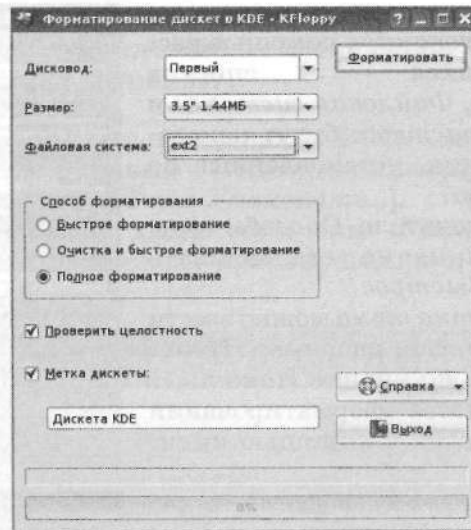 Форматирование дискет в KDE - KFloppy
Дисковод:
Первый
Форматировать
Размер:
3.5" 1.44МБ
Файловая система:
ext2
Способ форматирования
Быстрое форматирование
Очистка и быстрое форматирование
Полное форматирование
Проверить целостность
Метка дискеты:
Справка
Дискета KDE
Выход